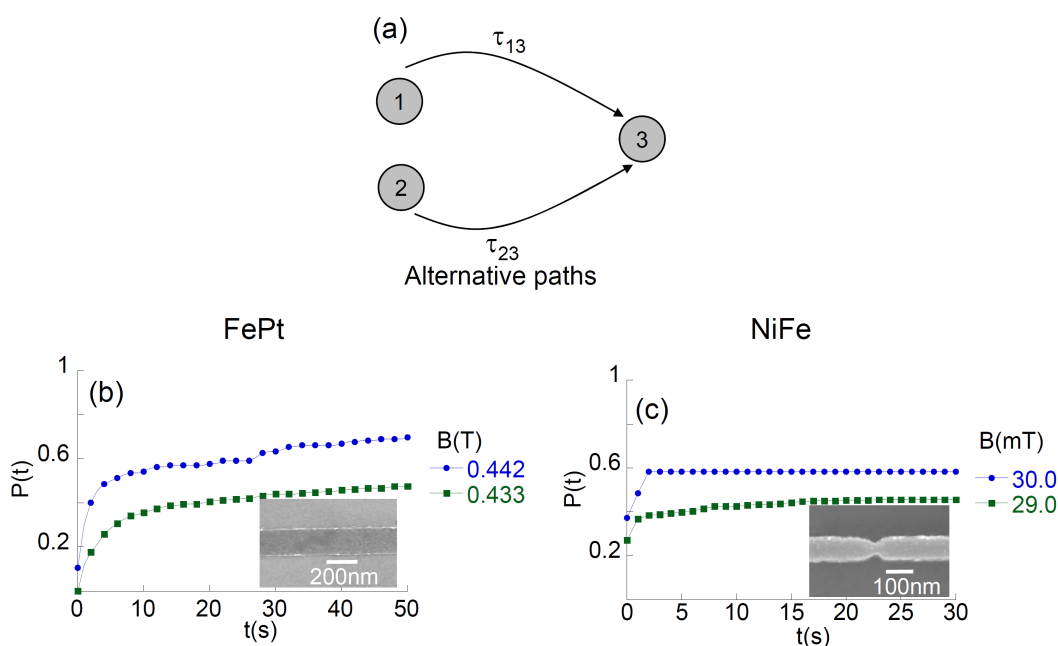 (a)
τ13
1
2
3
τ23
Alternative paths
FePt
NiFe
(b)
P(t)
1
0.6
0.2
0
10
20
30
40
50
t(s)
B(T)
0.442
0.433
200nm
(c)
P(t)
1
0.6
0.2
0
5
10
15
20
25
30
t(s)
B(mT)
30.0
29.0
100nm